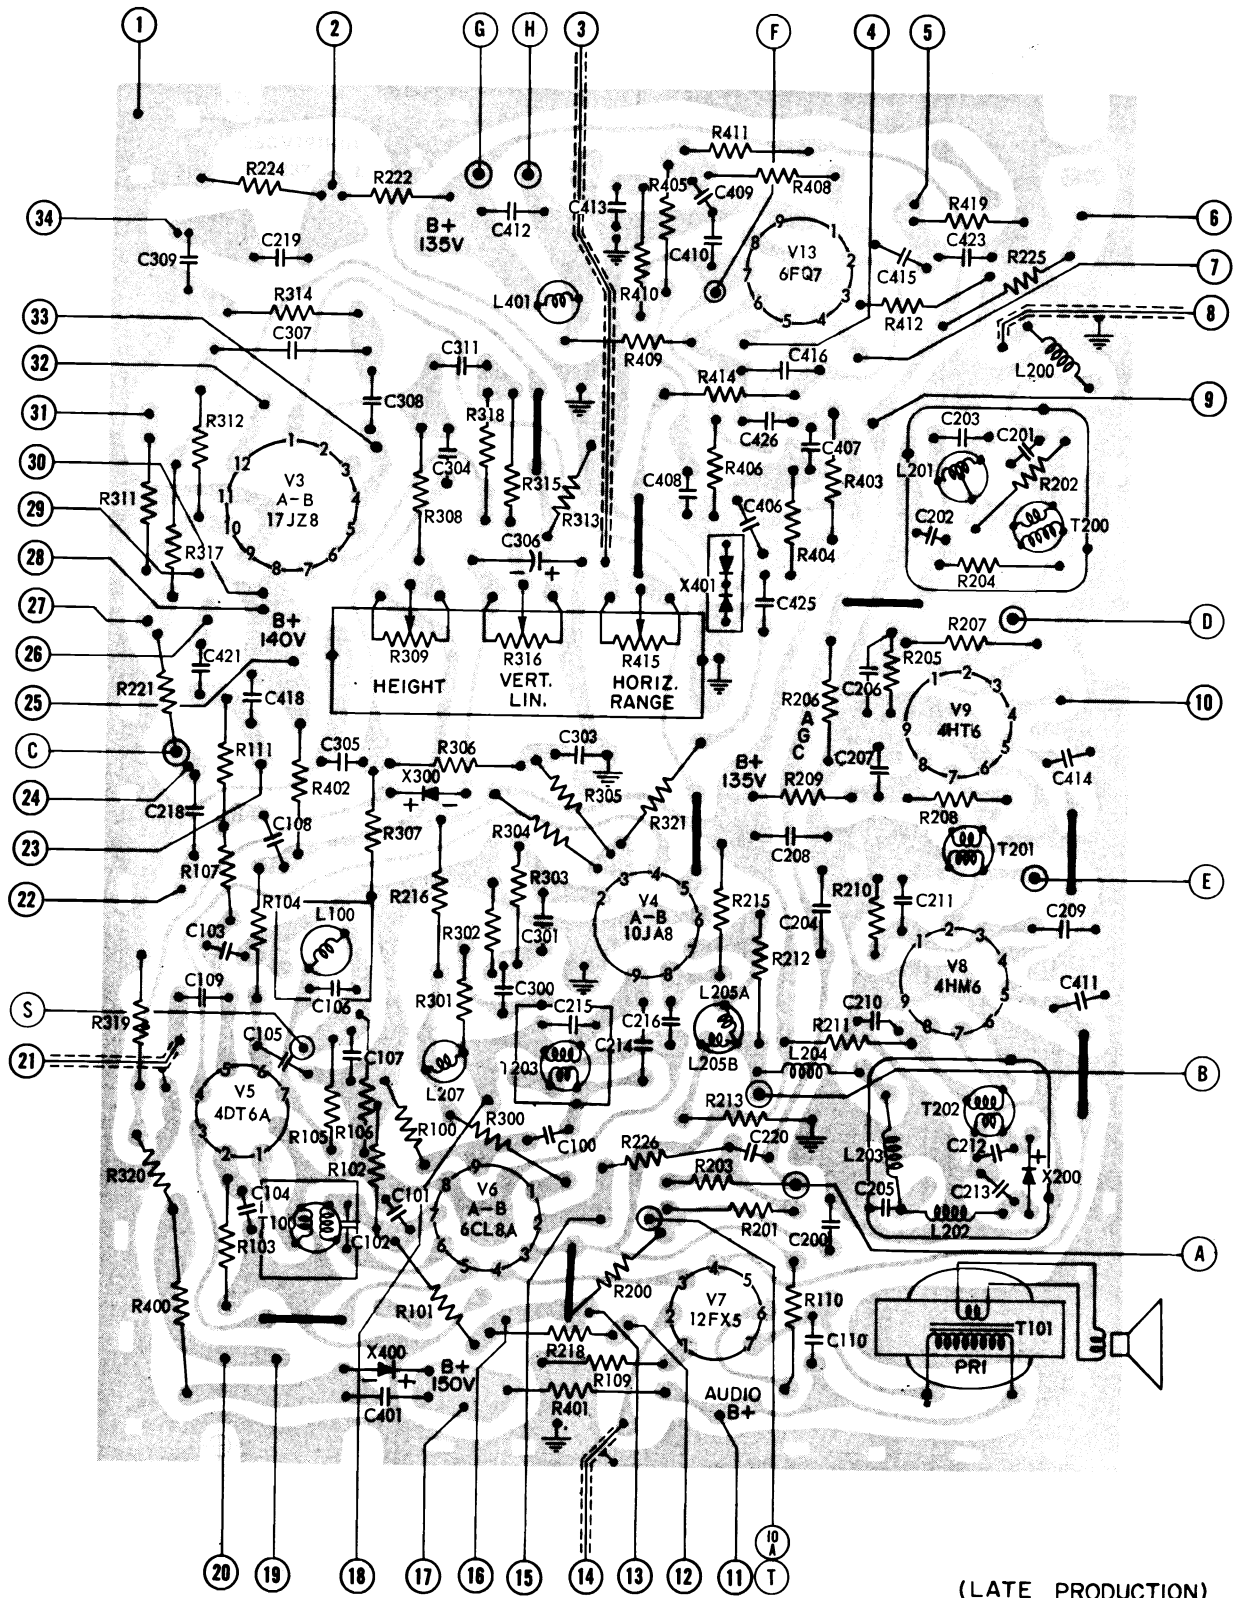 1
2
G
H
3
F
4
5
R411
R224
R222
R405
C409
R408
34
C413
R419
6
C412
B+
135V
C219
C309
C410
9
1
8
V13
2
6FQ7
7
3
6
5
4
C423
C415
R225
7
R314
L401
R410
R412
8
33
C307
R409
32
C311
C416
L200
R414
31
C308
R318
9
R312
C426
C203
C407
C201
30
1
12
2
3
V3
A-B
11
4
17JZ8
10
5
9
6
8
7
C304
L201
R406
R403
R202
R311
R315
C408
29
R308
R313
C406
T200
C202
R317
C306
R404
28
-
+
X401
R204
27
B+
140V
C425
D
26
R207
C421
R309
R316
R415
R205
HEIGHT
VERT.
LIN.
HORIZ.
RANGE
R221
25
C418
R206
C206
1
2
3
V9
4HT6
4
9
5
8
7
6
10
A
G
C
C
C305
R306
C303
R111
B+
135V
C207
C414
X300
R402
R209
24
+
-
R305
C218
R304
R321
R208
C108
R307
23
C208
T201
R107
22
R216
R303
2
3
4
5
V4
A-B
10JA8
6
7
9
8
R215
R210
E
R104
L100
C211
C103
R302
C301
C204
C209
R212
1
2
4
V8
4HM6
5
9
8
7
6
C109
R301
C300
L205A
S
C106
C215
C411
R319
C216
C210
C105
R211
C107
C214
L205B
L204
21
T203
L207
B
V5
4DT6A
4
5
6
7
3
2
1
R213
T202
R300
R105
R106
R100
C100
C212
R320
R102
R226
C220
L203
+
9
8
V6
1
7
A-B
2
6CL8A
6
3
5
4
R203
X200
C104
C101
C205
C213
T100
R201
L202
R103
C102
C200
A
R200
R400
R101
3
4
5
V7
12FX5
6
1
7
R110
T101
C110
X400
R218
PR1
-
+
B+
150V
R109
AUDIO
B+
C401
R401
10
A
20
19
18
17
16
15
14
13
12
11
T
(LATE PRODUCTION)